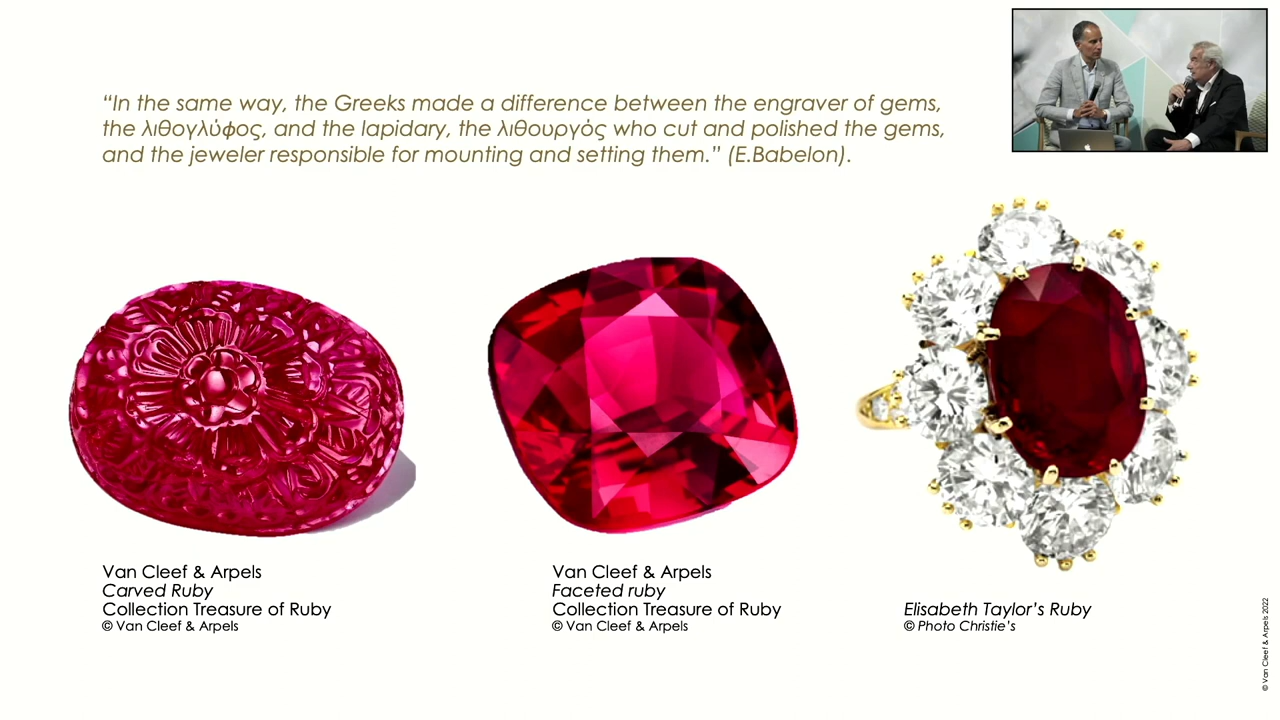 “In the same way, the Greeks made a difference between the engraver of gems,
the λιθογλύφος, and the lapidary, the λιθουργὸς who cut and polished the gems,
and the jeweler responsible for mounting and setting them.” (E.Babelon).
Van Cleef & Arpels
Carved Ruby
Collection Treasure of Ruby
© Van Cleef & Arpels
Van Cleef & Arpels
Faceted ruby
Collection Treasure of Ruby
© Van Cleef & Arpels
Elisabeth Taylor’s Ruby
© Photo Christie’s
© Van Cleef & Arpels 2022